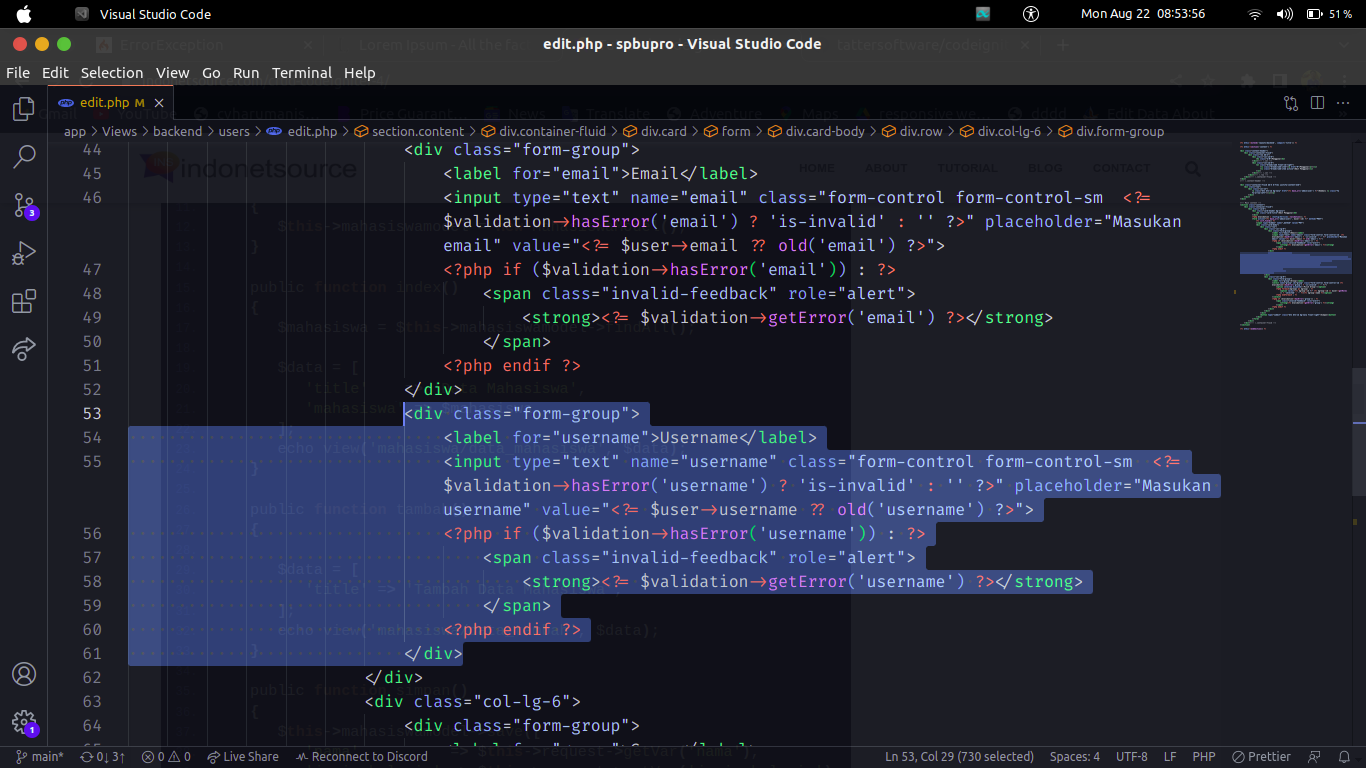 Visual Studio Code
Mon Aug 22 08:53:56
51 %
edit.php - spbupro - Visual Studio Code
File Edit Selection View Go Run Terminal Help
edit.php M
app > Views > backend > users > edit.php > section.content > div.container-fluid > div.card > form > div.card-body > div.row > div.col-lg-6 > div.form-group
indonetsource
HOME ABOUT TUTORIAL BLOG CONTACT
44 <div class="form-group">
45 <label for="email">Email</label>
46 <input type="text" name="email" class="form-control form-control-sm <?=
$validation->hasError('email') ? 'is-invalid' : '' ?>" placeholder="Masukan
email" value="<?= $user->email ?? old('email') ?>">
47 <?php if ($validation->hasError('email')) : ?>
48 <span class="invalid-feedback" role="alert">
49 <strong><?= $validation->getError('email') ?></strong>
50 </span>
51 <?php endif ?>
52 </div>
53 <div class="form-group">
54 <label for="username">Username</label>
55 <input type="text" name="username" class="form-control form-control-sm <?=
$validation->hasError('username') ? 'is-invalid' : '' ?>" placeholder="Masukan
username" value="<?= $user->username ?? old('username') ?>">
56 <?php if ($validation->hasError('username')) : ?>
57 <span class="invalid-feedback" role="alert">
58 <strong><?= $validation->getError('username') ?></strong>
59 </span>
60 <?php endif ?>
61 </div>
62 </div>
63 <div class="col-lg-6">
64 <div class="form-group">
3
1
main* 0↓ 3↑ 0 0 Live Share Reconnect to Discord
Ln 53, Col 29 (730 selected) Spaces: 4 UTF-8 LF PHP Prettier